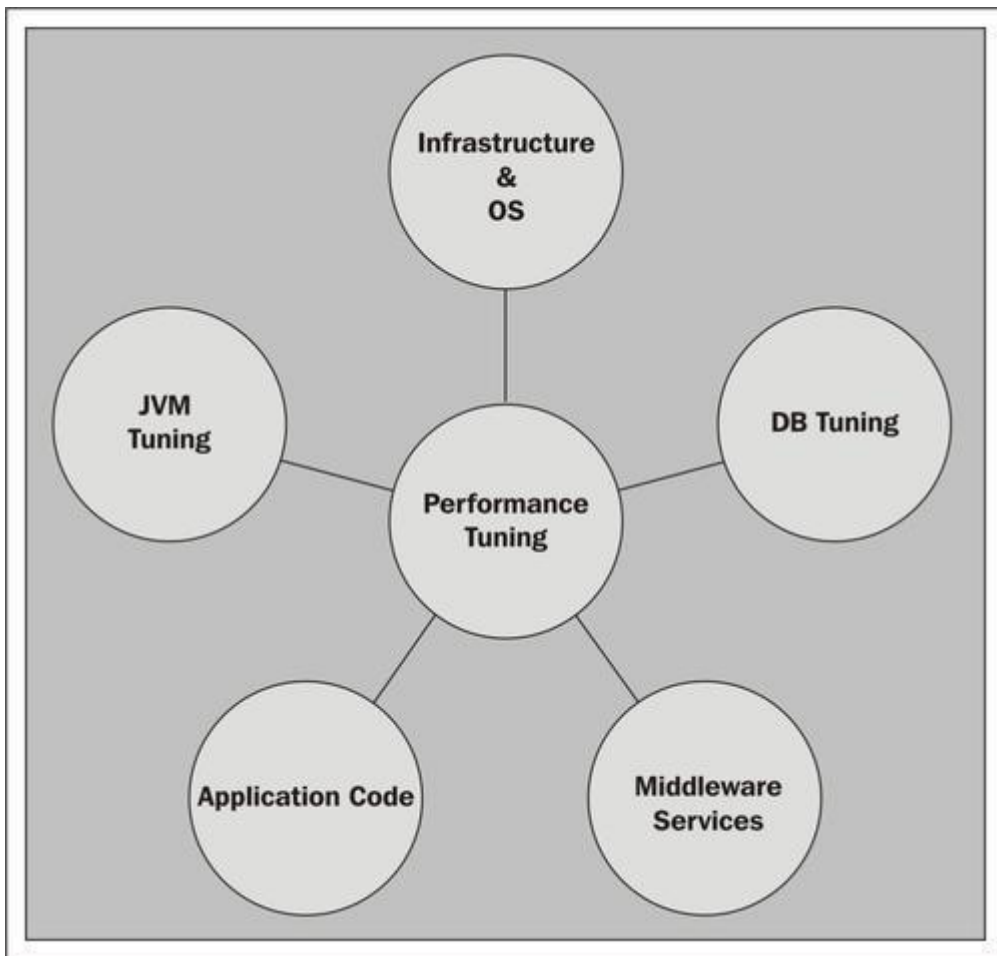 Infrastructure
&
OS
JVM
Tuning
DB Tuning
Performance
Tuning
Application Code
Middleware
Services